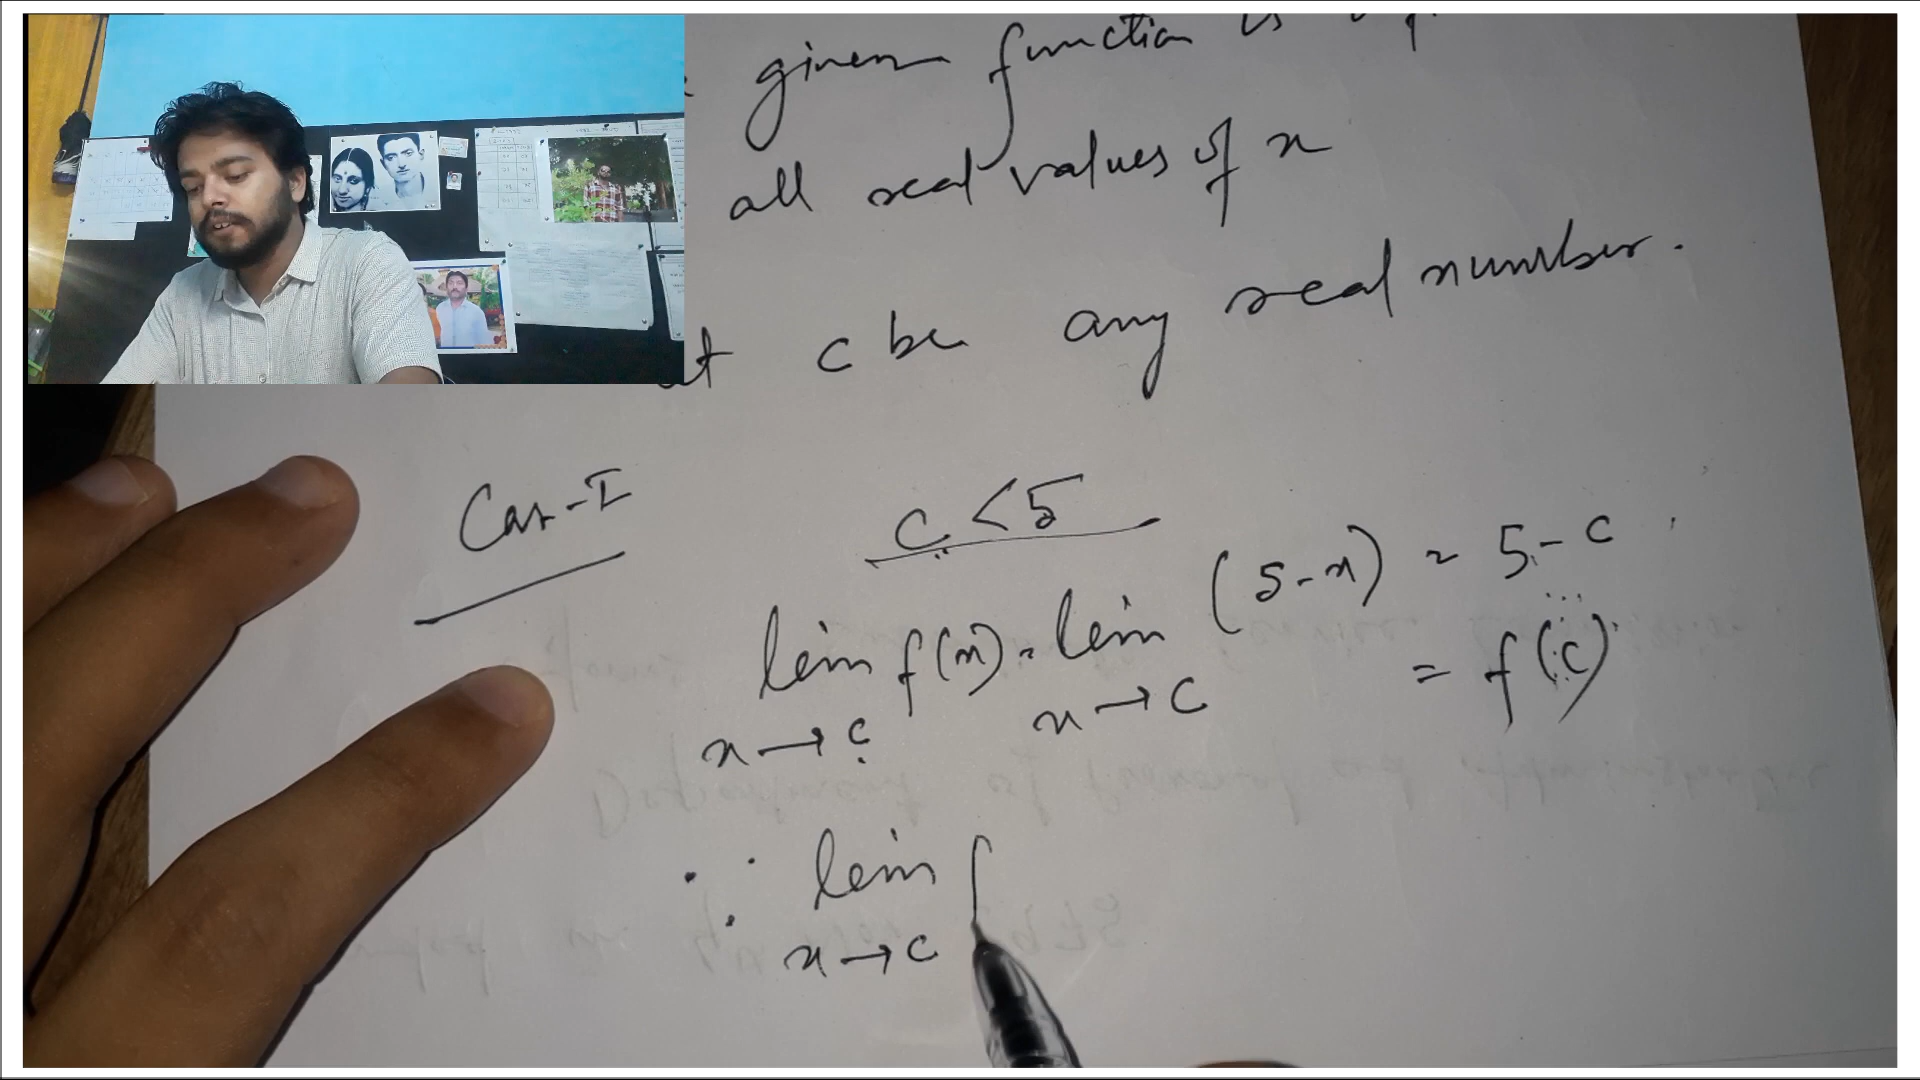 given function is
all real values of x
c be any real number.
Case-I
c < 5
lim f(x) = lim (5-x) = 5-c
x→c x→c
= f(c)
∵ lim f
x→c